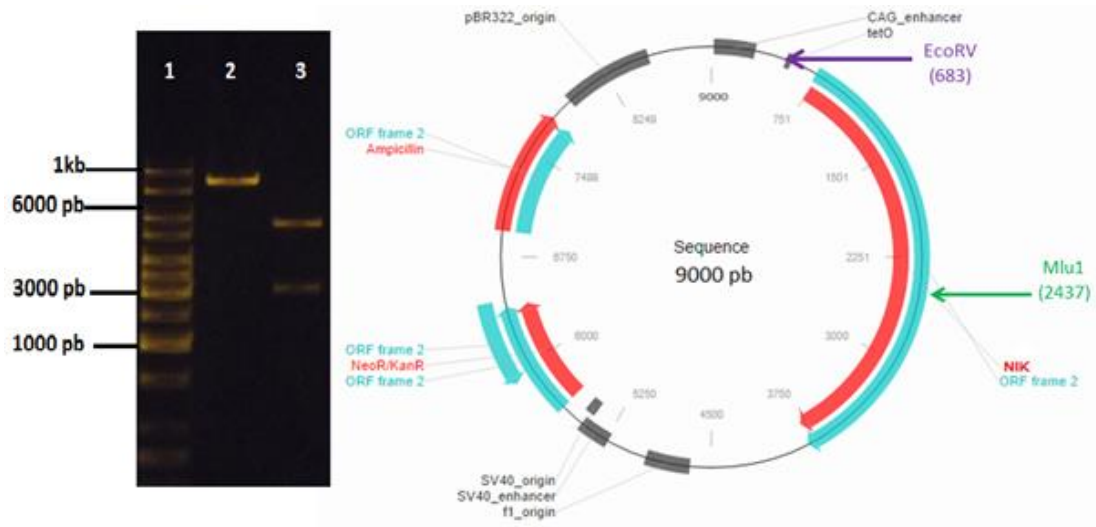 1 2 3
1kb
6000 pb
3000 pb
1000 pb
pBR322_origin
CAG_enhancer
tetO
EcoRV
(683)
9000
751
8249
ORF frame 2
Ampicillin
7498
1501
Sequence
9000 pb
6750
2251
Mlu1
(2437)
ORF frame 2
NeoR/KanR
ORF frame 2
6000
3000
NIK
ORF frame 2
5250
3750
4500
SV40_origin
SV40_enhancer
f1_origin